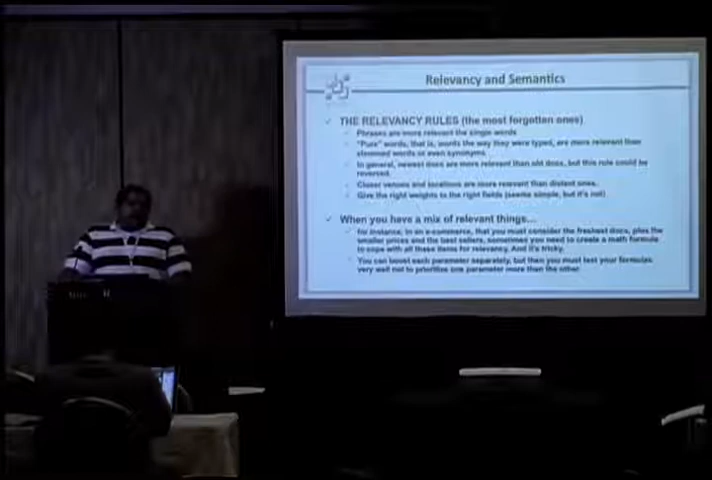 Relevancy and Semantics
THE RELEVANCY RULES (the most forgotten ones)
Phrases are more relevant the single words
"Pure" words, that is, words the way they were typed, are more relevant than
stemmed words or even synonyms.
In general, newest docs are more relevant than old docs, but this rule could be
reversed.
Closer venues and locations are more relevant than distant ones.
Give the right weights to the right fields (seems simple, but it's not)
When you have a mix of relevant things...
for instance, in an e-commerce, that you must consider the freshest docs, plus the
smaller prices and the best sellers, sometimes you need to create a math formula
to cope with all these items for relevancy. And it's tricky.
You can boost each parameter separately, but then you must test your formulas
very well not to prioritize one parameter more than the other.